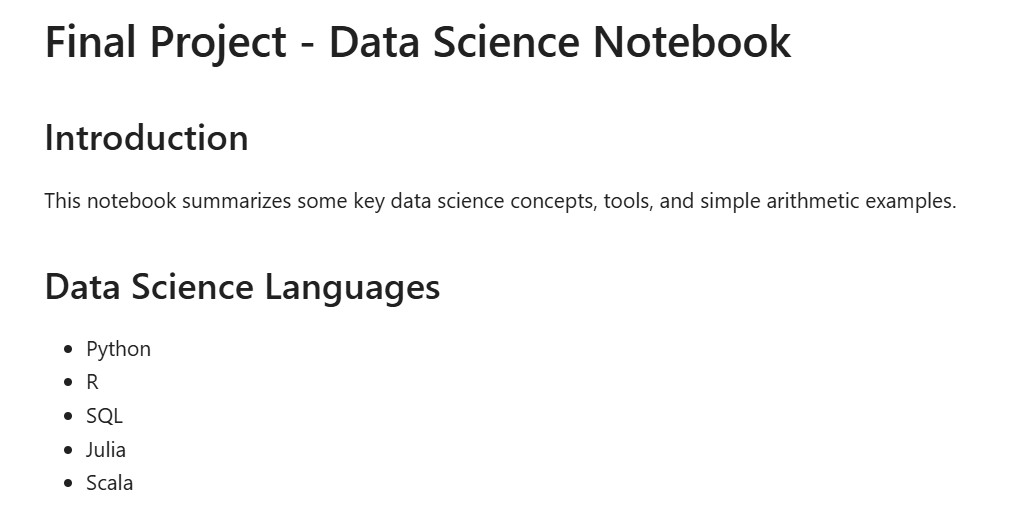 Final Project - Data Science Notebook
Introduction
This notebook summarizes some key data science concepts, tools, and simple arithmetic examples.
Data Science Languages
• Python
• R
• SQL
• Julia
• Scala